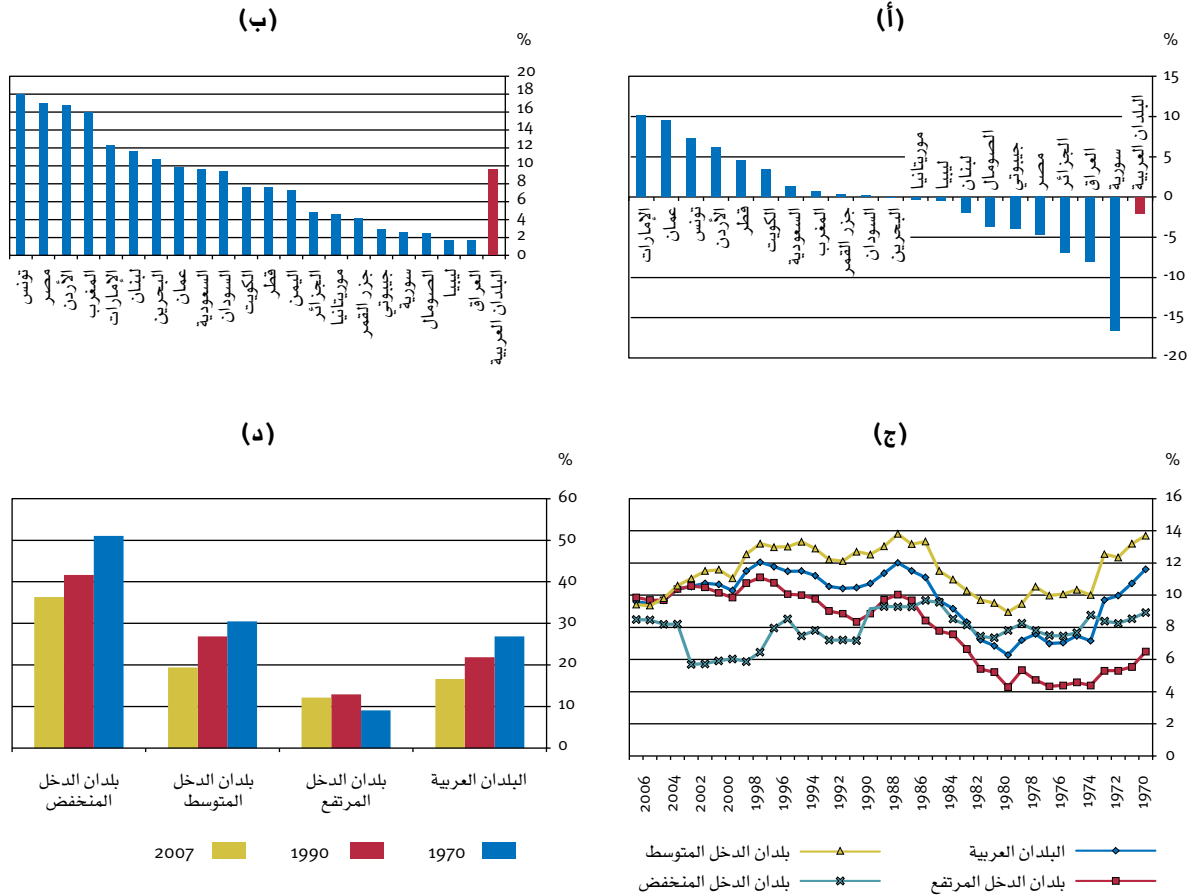 (أ)
%
15
10
5
0
-5
-10
-15
-20
البلدان العربية
سورية
العراق
الجزائر
مصر
جيبوتي
الصومال
لبنان
ليبيا
موريتانيا
البحرين
السودان
جزر القمر
المغرب
السعودية
الكويت
قطر
الأردن
تونس
عمان
الإمارات
(ب)
%
20
18
16
14
12
10
8
6
4
2
0
البلدان العربية
العراق
ليبيا
الصومال
سورية
جيبوتي
جزر القمر
موريتانيا
الجزائر
اليمن
قطر
الكويت
السودان
السعودية
عمان
البحرين
لبنان
الإمارات
المغرب
الأردن
مصر
تونس
(ج)
%
16
14
12
10
8
6
4
2
0
1970
1972
1974
1976
1978
1980
1982
1984
1986
1988
1990
1992
1994
1996
1998
2000
2002
2004
2006
البلدان العربية
بلدان الدخل المتوسط
بلدان الدخل المرتفع
بلدان الدخل المنخفض
(د)
%
60
50
40
30
20
10
0
البلدان العربية
بلدان الدخل
المرتفع
بلدان الدخل
المتوسط
بلدان الدخل
المنخفض
1970
1990
2007